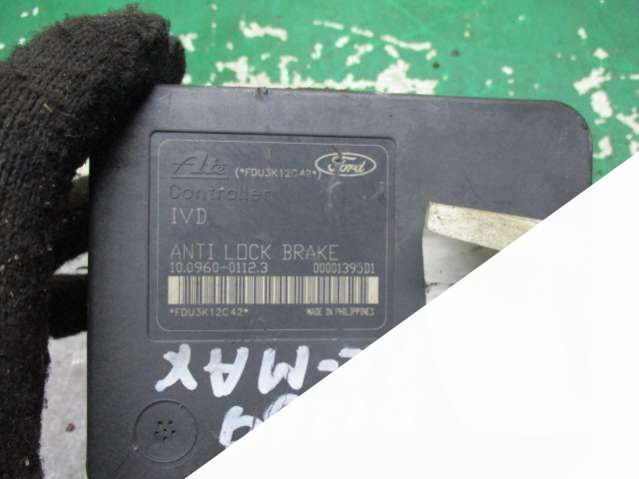 Ate (*FDU3K12C42*) Ford
Controller
IVD
ANTI LOCK BRAKE
10.0960-0112.3 00001395D1
*FDU3K12C42* MADE IN PHILIPPINES
-MAX